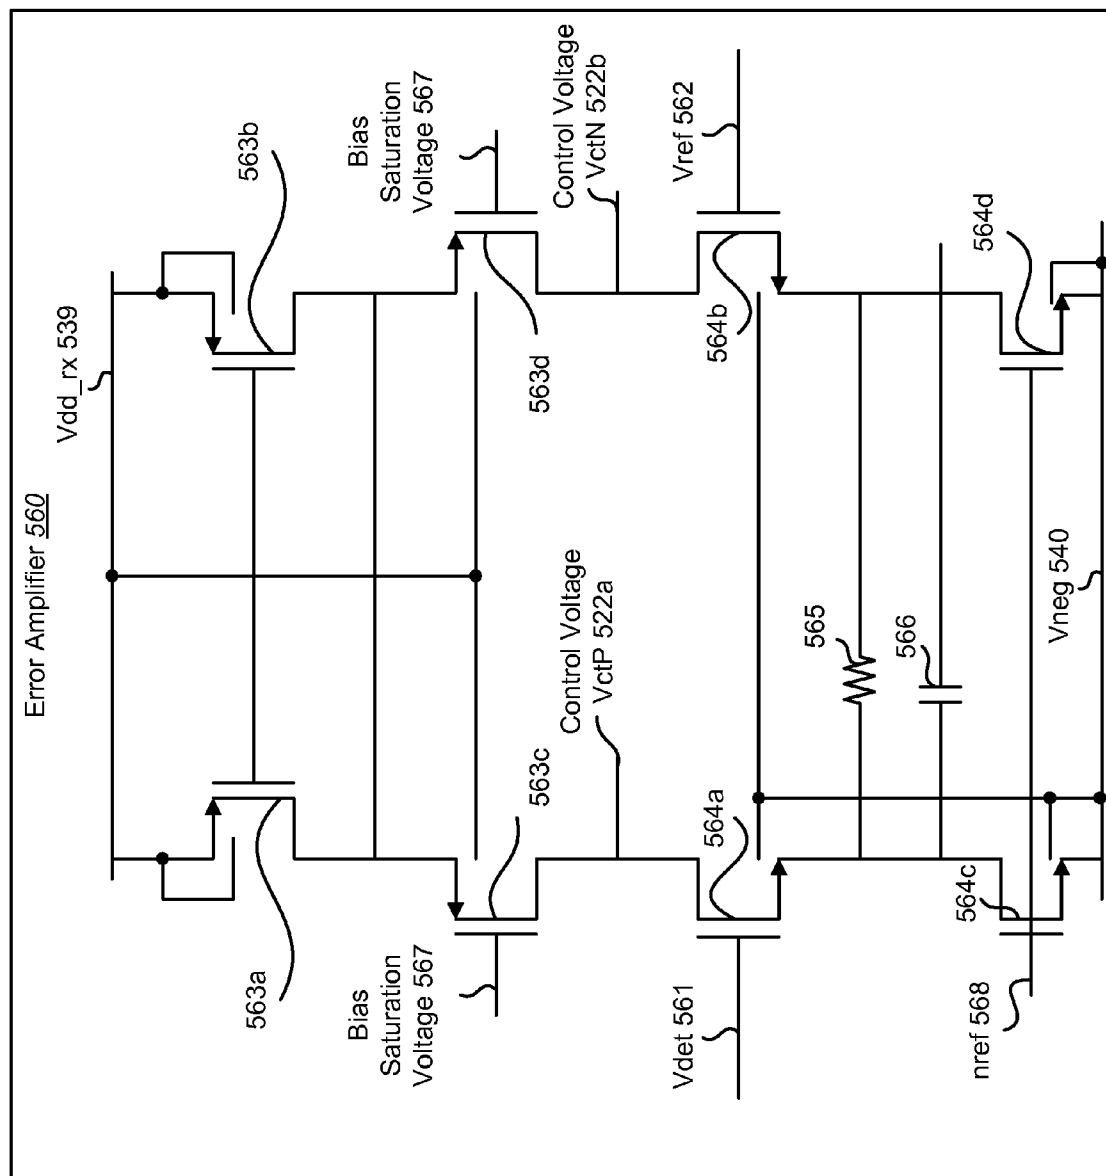 Error Amplifier 560
Vdd_rx 539
563a
563b
Bias
Saturation
Voltage 567
563c
563d
Bias
Saturation
Voltage 567
Control Voltage
VctP 522a
Control Voltage
VctN 522b
Vdet 561
564a
564b
Vref 562
565
566
nref 568
564c
564d
Vneg 540